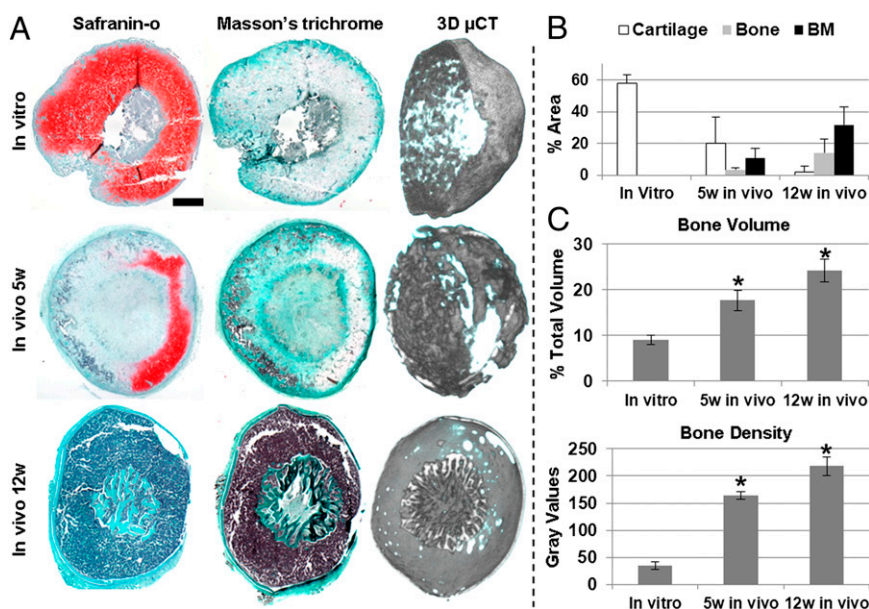 A
Safranin-o
Masson's trichrome
3D µCT
In vitro
In vivo 5w
In vivo 12w
B
Cartilage Bone BM
% Area
60
40
20
0
In Vitro 5w in vivo 12w in vivo
C
Bone Volume
% Total Volume
30
20
10
0
*
*
In vitro 5w in vivo 12w in vivo
Bone Density
Gray Values
250
200
150
100
50
0
*
*
In vitro 5w in vivo 12w in vivo